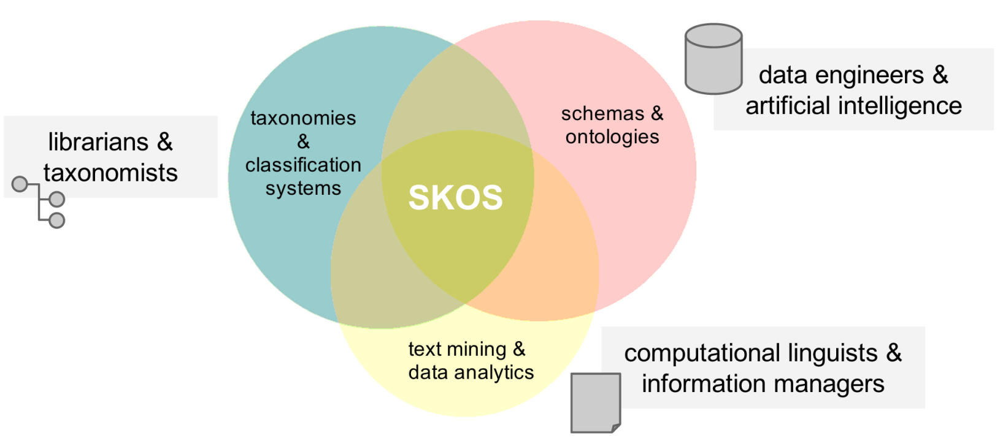 librarians &
taxonomists
taxonomies
&
classification
systems
SKOS
schemas &
ontologies
data engineers &
artificial intelligence
text mining &
data analytics
computational linguists &
information managers